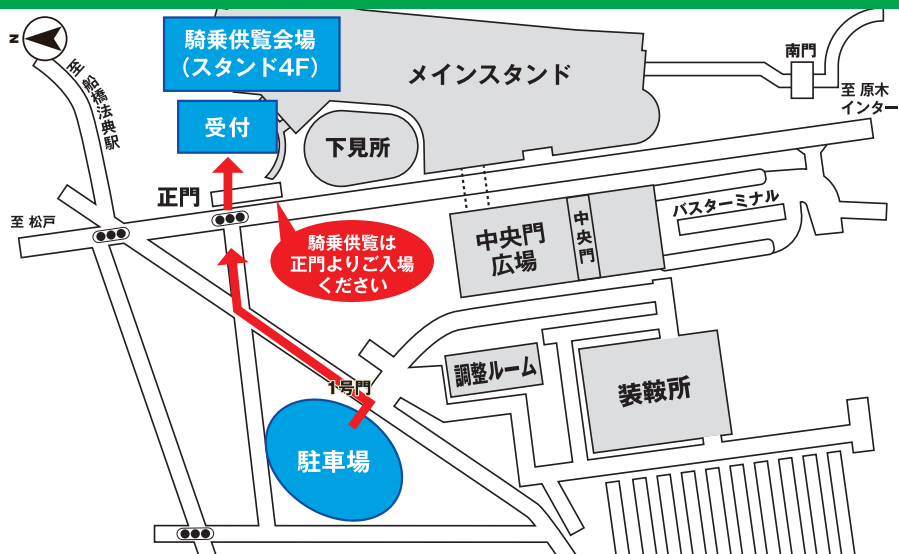 N
至 船橋法典駅
騎乗供覧会場
（スタンド4F）
メインスタンド
南門
至 原木
インター
受付
下見所
正門
至 松戸
騎乗供覧は
正門よりご入場
ください
中央門
広場
中央門
バスターミナル
調整ルーム
装鞍所
1号門
駐車場